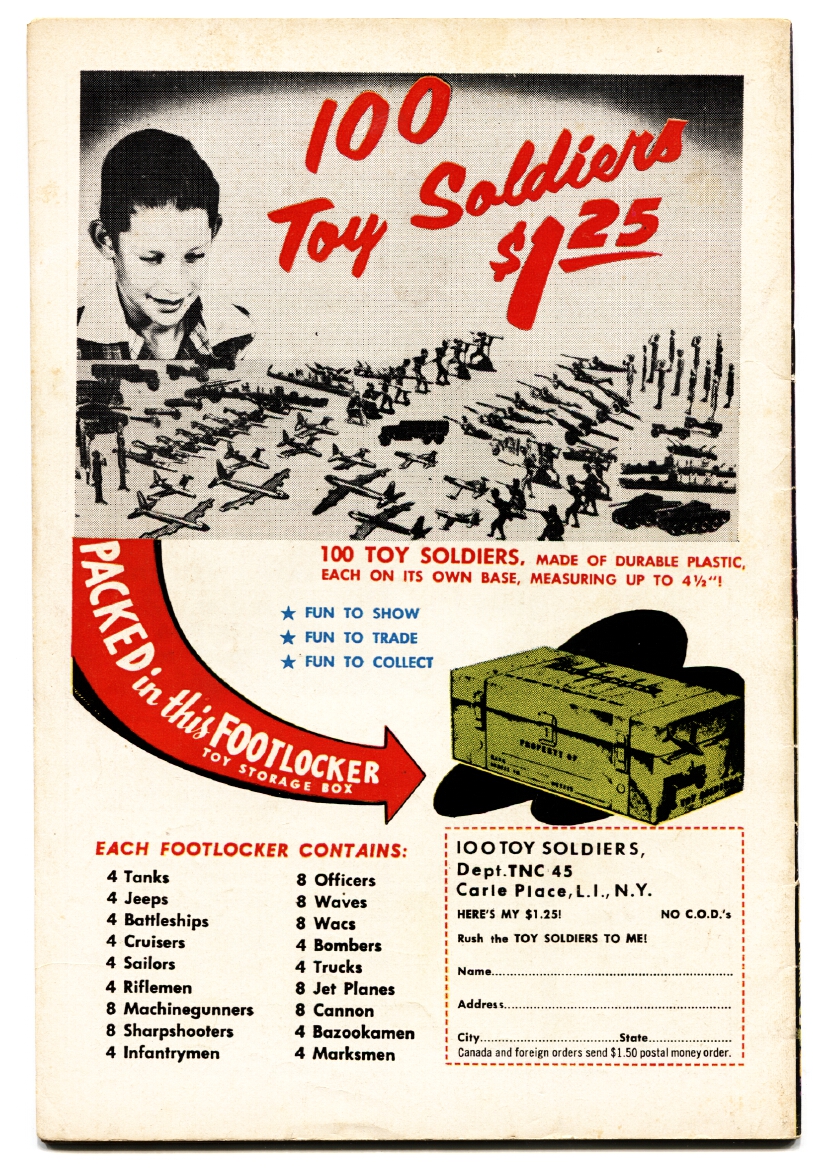 100
Toy Soldiers
$1.25
100 TOY SOLDIERS, MADE OF DURABLE PLASTIC,
EACH ON ITS OWN BASE, MEASURING UP TO 4½"!
★ FUN TO SHOW
★ FUN TO TRADE
★ FUN TO COLLECT
PACKED in this FOOTLOCKER
TOY STORAGE BOX
PROPERTY OF
EACH FOOTLOCKER CONTAINS:
4 Tanks
4 Jeeps
4 Battleships
4 Cruisers
4 Sailors
4 Riflemen
8 Machinegunners
8 Sharpshooters
4 Infantrymen
8 Officers
8 Waves
8 Wacs
4 Bombers
4 Trucks
8 Jet Planes
8 Cannon
4 Bazookamen
4 Marksmen
100 TOY SOLDIERS,
Dept. TNC 45
Carle Place, L.I., N.Y.
HERE'S MY $1.25! NO C.O.D.'s
Rush the TOY SOLDIERS TO ME!
Name
Address
City State
Canada and foreign orders send $1.50 postal money order.